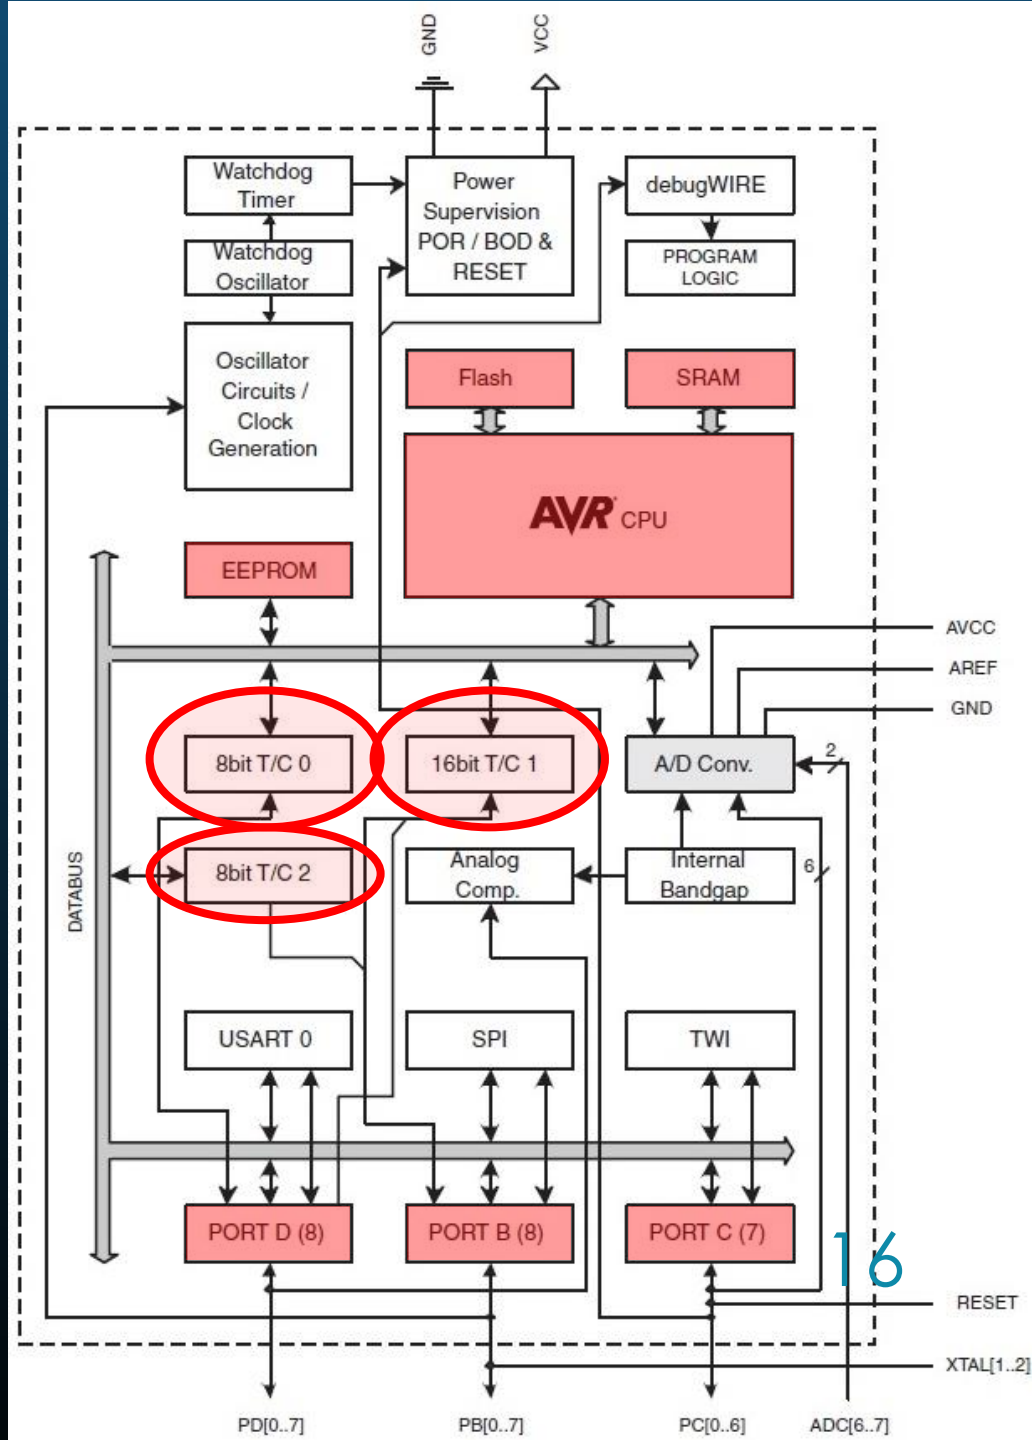 GND
VCC
Watchdog
Timer
Power
Supervision
POR / BOD &
RESET
debugWIRE
Watchdog
Oscillator
PROGRAM
LOGIC
Oscillator
Circuits /
Clock
Generation
Flash
SRAM
AVR CPU
EEPROM
AVCC
AREF
GND
8bit T/C 0
16bit T/C 1
A/D Conv.
2
8bit T/C 2
Analog
Comp.
Internal
Bandgap
6
DATABUS
USART 0
SPI
TWI
PORT D (8)
PORT B (8)
PORT C (7)
16
RESET
XTAL[1..2]
PD[0..7]
PB[0..7]
PC[0..6]
ADC[6..7]